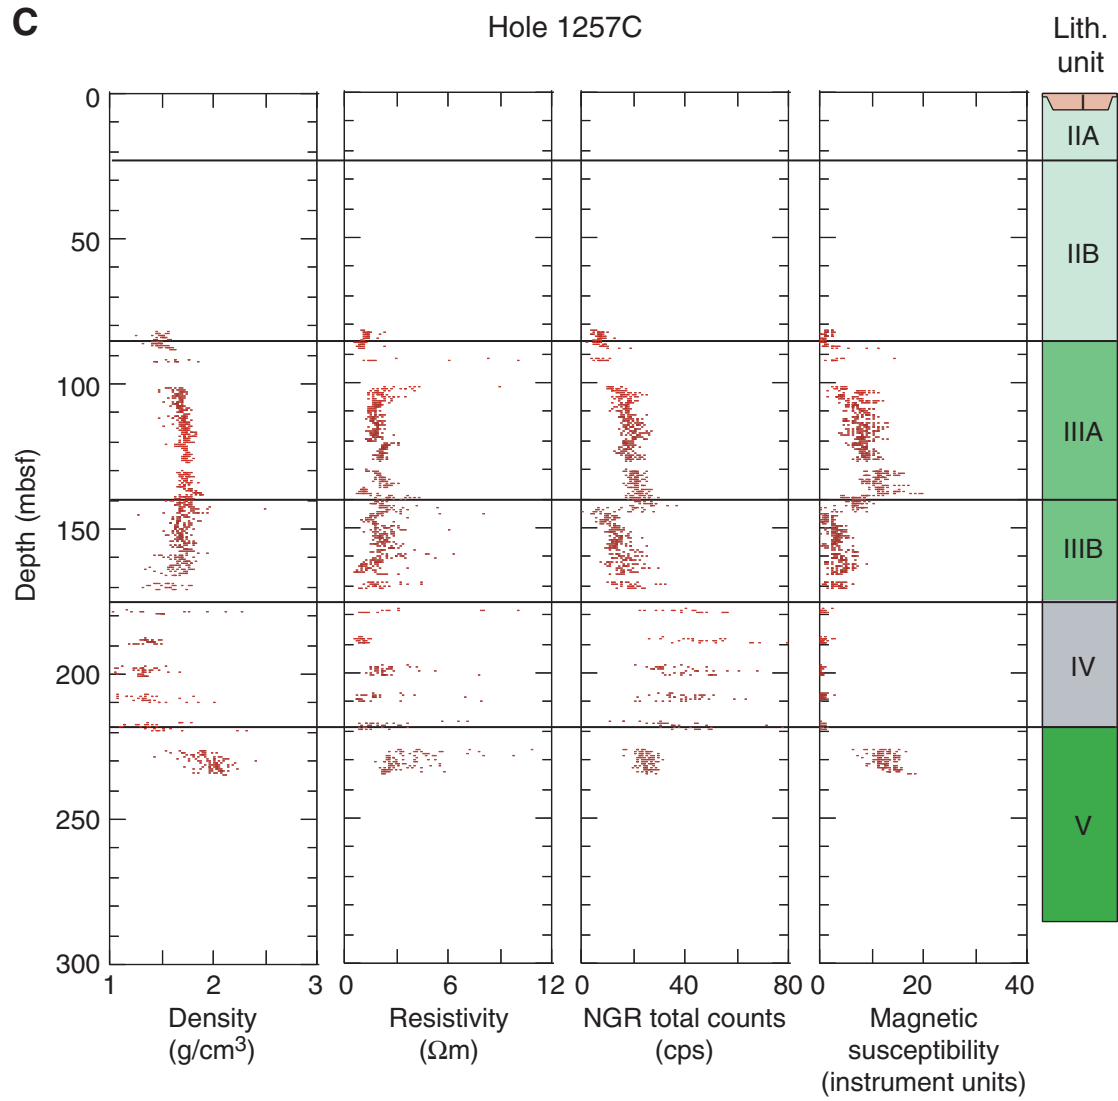 C
Hole 1257C
Lith.
unit
0
50
100
150
200
250
300
Depth (mbsf)
IIA
IIB
IIIA
IIIB
IV
V
1 2 3
0 6 12
0 40 80
0 20 40
Density
(g/cm³)
Resistivity
(Ωm)
NGR total counts
(cps)
Magnetic
susceptibility
(instrument units)